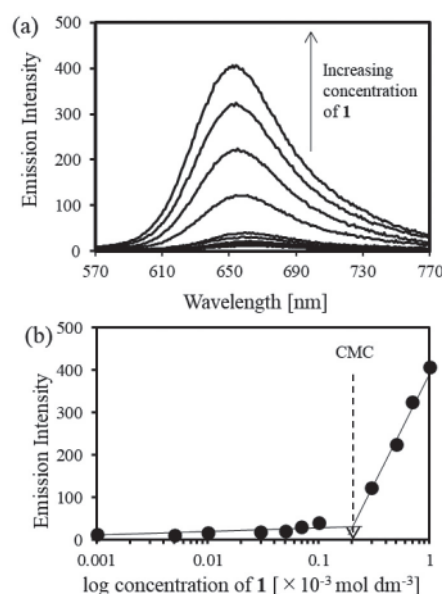 (a)
500
400
300
200
100
0
Emission Intensity
Increasing
concentration
of 1
570 610 650 690 730 770
Wavelength [nm]
(b)
500
400
300
200
100
0
Emission Intensity
CMC
0.001 0.01 0.1 1
log concentration of 1 [ ×10⁻³ mol dm⁻³]